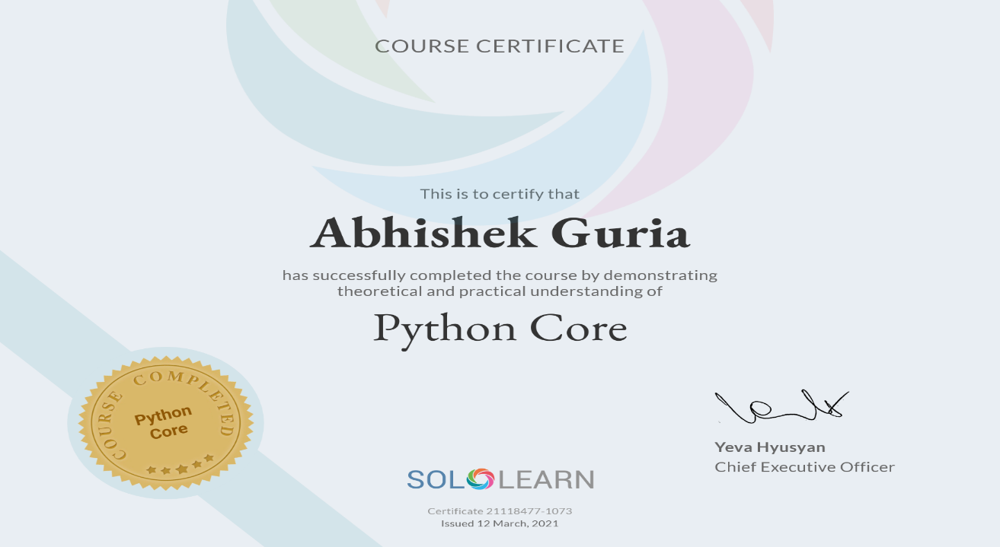 COURSE CERTIFICATE
This is to certify that
Abhishek Guria
has successfully completed the course by demonstrating
theoretical and practical understanding of
Python Core
COURSE COMPLETED
Python
Core
Yeva Hyusyan
Chief Executive Officer
SOLOLEARN
Certificate 21118477-1073
Issued 12 March, 2021